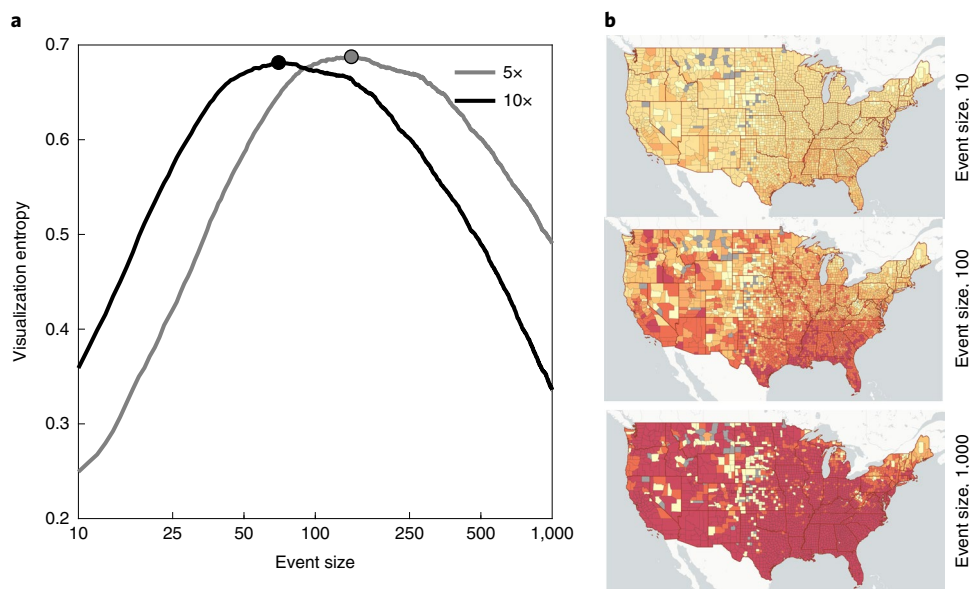 a
0.7
0.6
0.5
0.4
0.3
0.2
Visualization entropy
10
25
50
100
250
500
1,000
Event size
5×
10×
b
Event size, 10
Event size, 100
Event size, 1,000